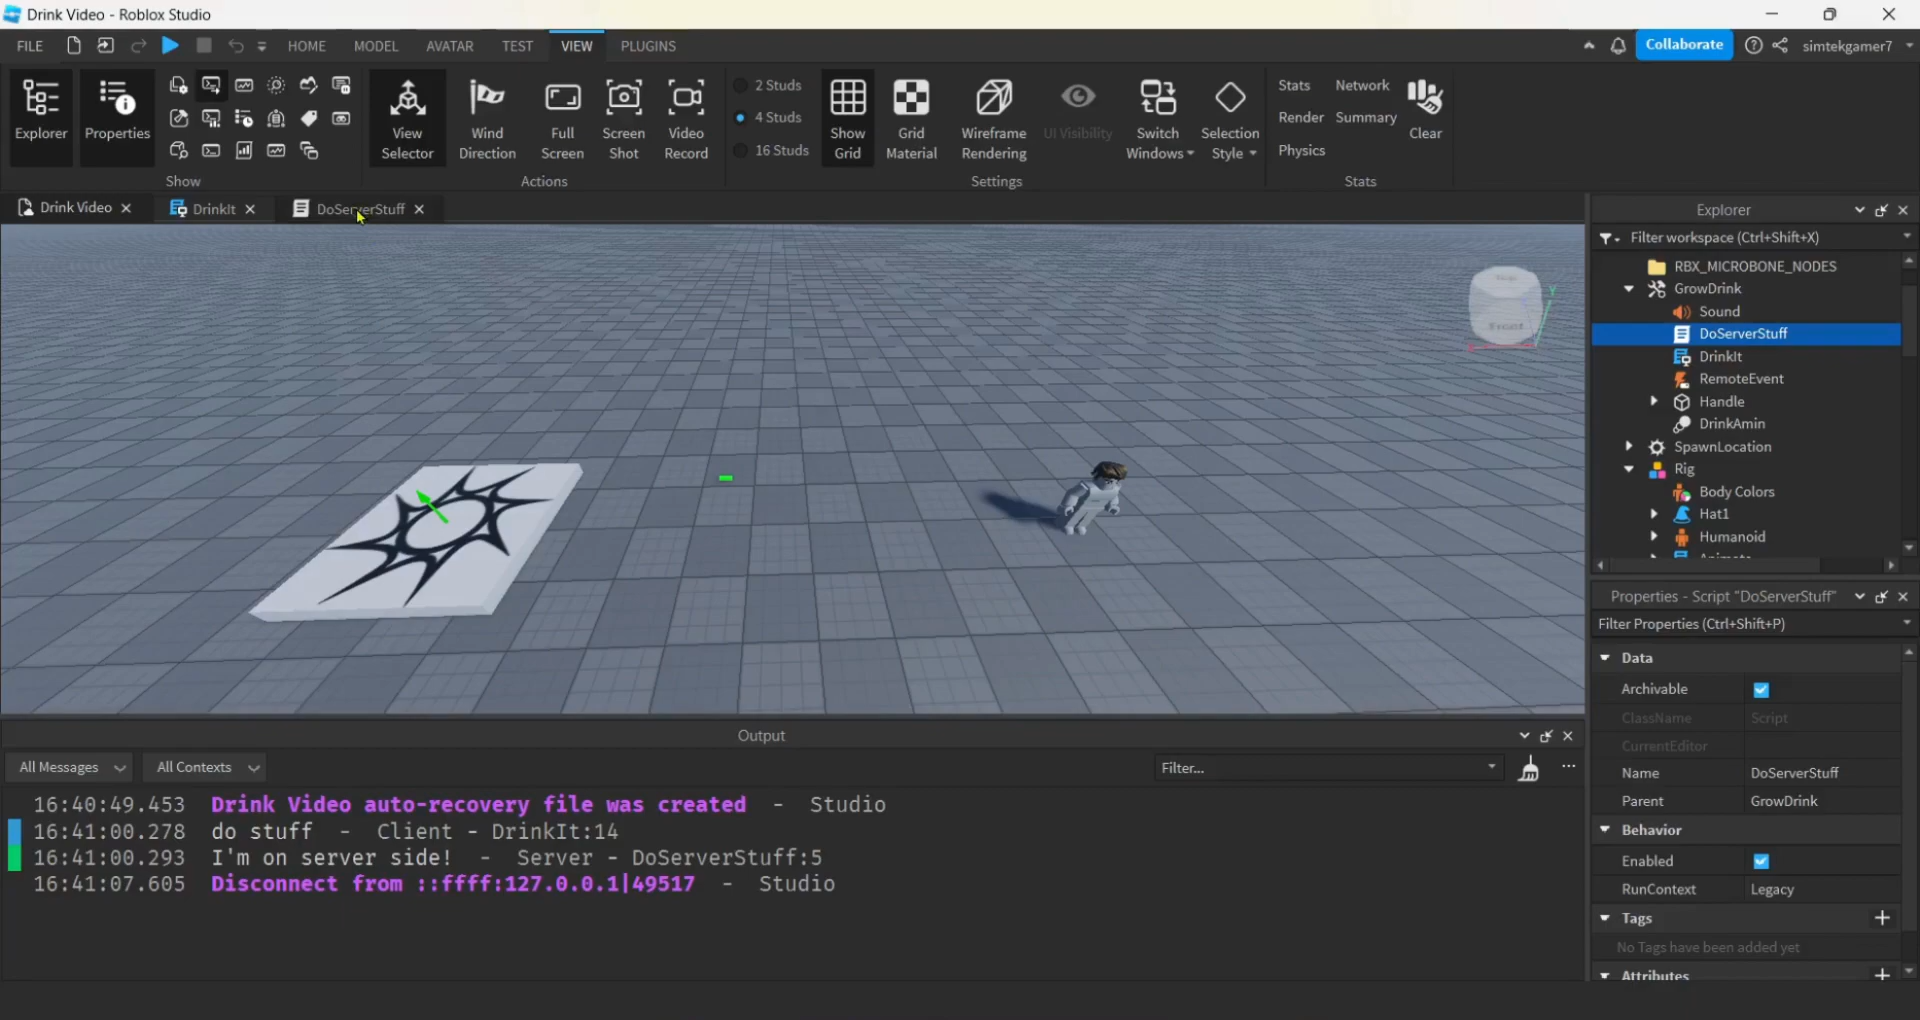 Drink Video - Roblox Studio
FILE HOME MODEL AVATAR TEST VIEW PLUGINS Collaborate simtekgamer7
Explorer
Properties
Show
View Selector
Wind Direction
Full Screen
Screen Shot
Video Record
Actions
2 Studs
4 Studs
16 Studs
Show Grid
Grid Material
Wireframe Rendering
UI Visibility
Switch Windows
Selection Style
Settings
Stats Network
Render Summary
Physics
Clear
Stats
Drink Video DrinkIt DoServerStuff
Explorer
Filter workspace (Ctrl+Shift+X)
RBX_MICROBONE_NODES
GrowDrink
Sound
DoServerStuff
DrinkIt
RemoteEvent
Handle
DrinkAmin
SpawnLocation
Rig
Body Colors
Hat1
Humanoid
Animate
Front
Y
Properties - Script "DoServerStuff"
Filter Properties (Ctrl+Shift+P)
Data
Archivable
ClassName Script
CurrentEditor
Name DoServerStuff
Parent GrowDrink
Behavior
Enabled
RunContext Legacy
Tags
No Tags have been added yet
Attributes
Output
All Messages All Contexts Filter...
16:40:49.453 Drink Video auto-recovery file was created - Studio
16:41:00.278 do stuff - Client - DrinkIt:14
16:41:00.293 I'm on server side! - Server - DoServerStuff:5
16:41:07.605 Disconnect from ::ffff:127.0.0.1|49517 - Studio